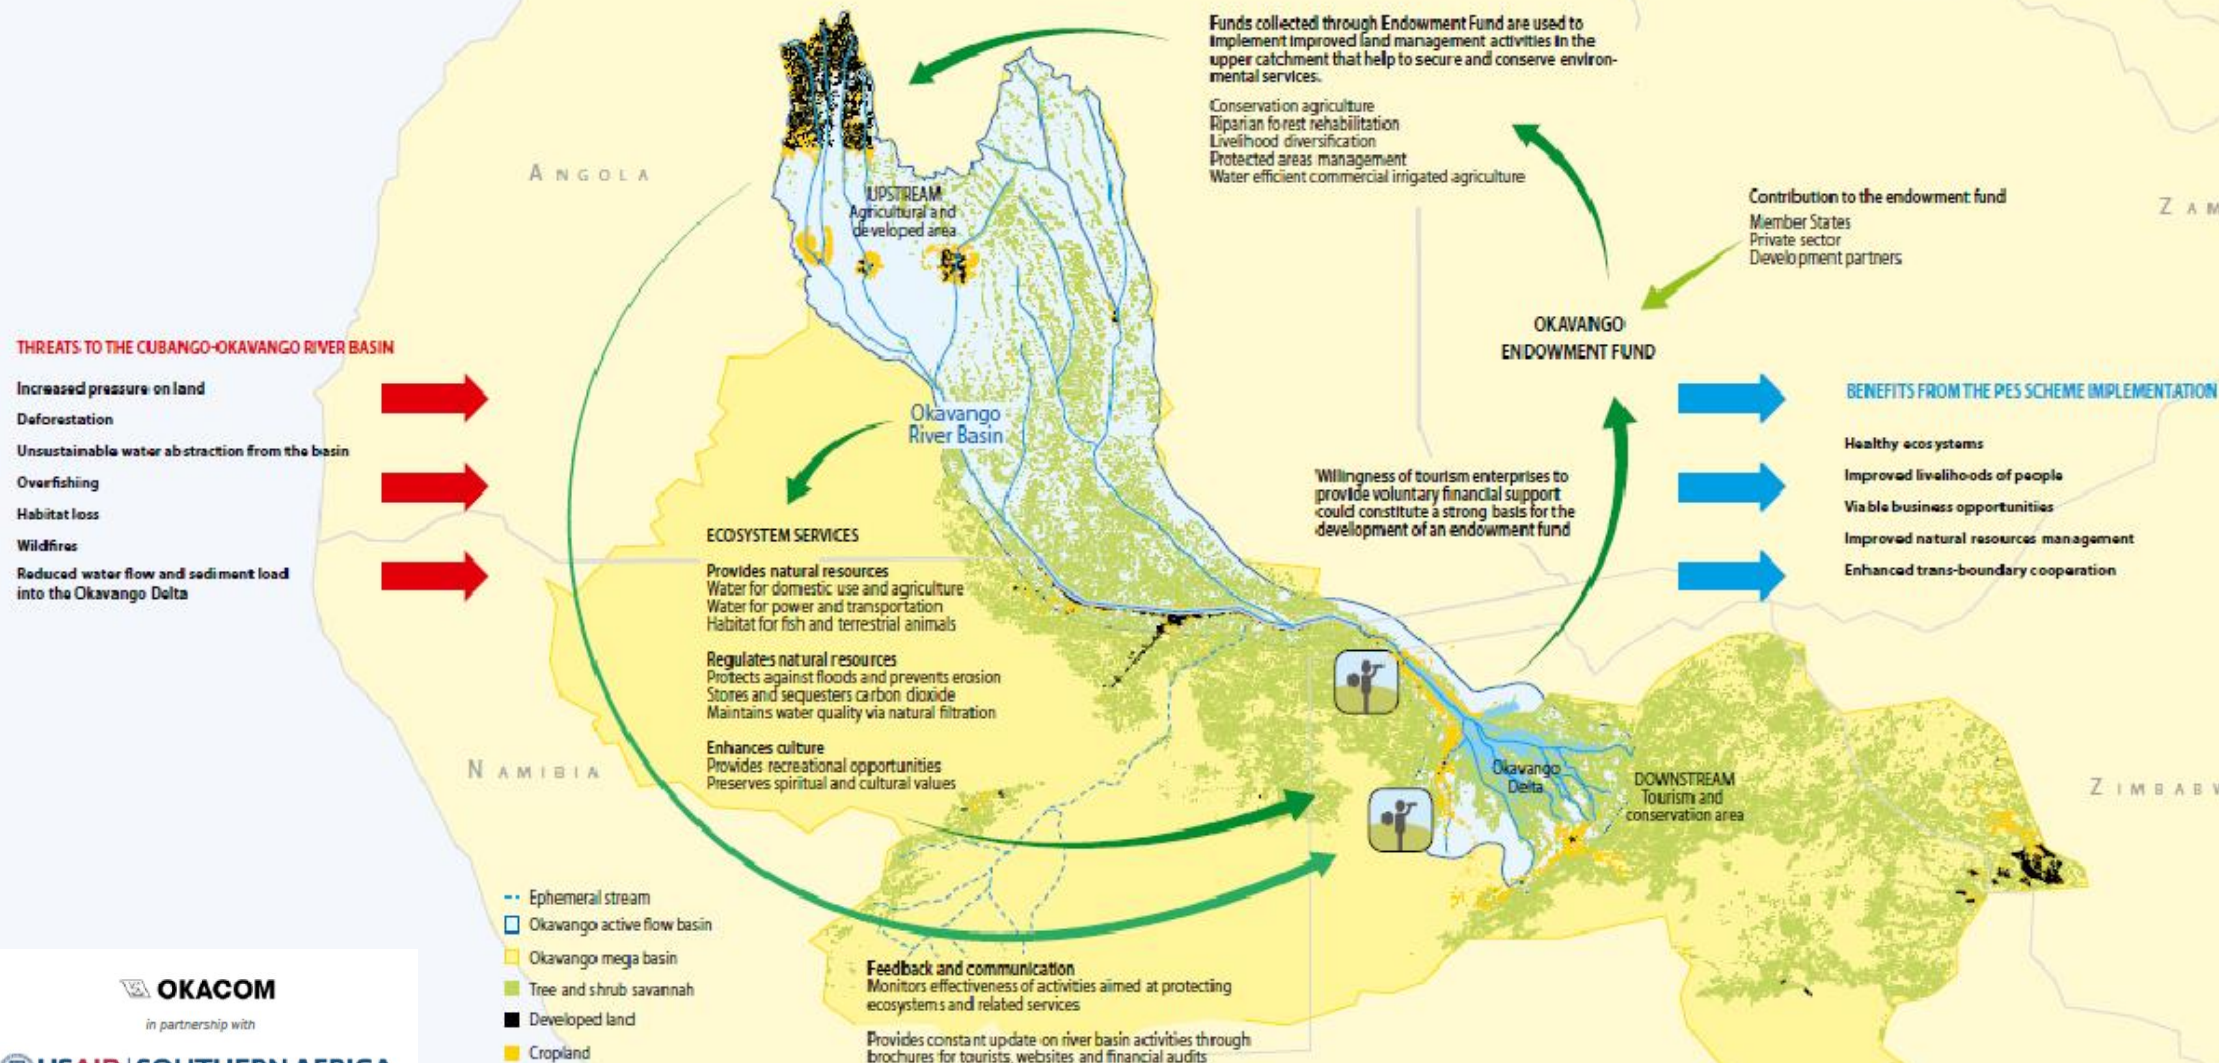 Funds collected through Endowment Fund are used to
implement improved land management activities in the
upper catchment that help to secure and conserve environ-
mental services.
Conservation agriculture
Riparian forest rehabilitation
Livelihood diversification
Protected areas management
Water efficient commercial irrigated agriculture
ANGOLA
UPSTREAM
Agricultural and
developed area
Contribution to the endowment fund
Member States
Private sector
Development partners
ZAM
OKAVANGO
ENDOWMENT FUND
THREATS TO THE CUBANGO-OKAVANGO RIVER BASIN
Increased pressure on land
Deforestation
Unsustainable water abstraction from the basin
Overfishiing
Habitat loss
Wildfires
Reduced water flow and sediment load
into the Okavango Delta
Okavango
River Basin
BENEFITS FROM THE PES SCHEME IMPLEMENTATION
Healthy ecosystems
Improved livelihoods of people
Viable business opportunities
Improved natural resources management
Enhanced trans-boundary cooperation
Willingness of tourism enterprises to
provide voluntary financial support
could constitute a strong basis for the
development of an endowment fund
ECOSYSTEM SERVICES
Provides natural resources
Water for domestic use and agriculture
Water for power and transportation
Habitat for fish and terrestrial animals
Regulates natural resources
Protects against floods and prevents erosion
Stores and sequesters carbon dioxide
Maintains water quality via natural filtration
Enhances culture
Provides recreational opportunities
Preserves spiritual and cultural values
NAMIBIA
Okavango
Delta
DOWNSTREAM
Tourism and
conservation area
ZIMBABW
Ephemeral stream
Okavango active flow basin
Okavango mega basin
Tree and shrub savannah
Developed land
Cropland
Feedback and communication
Monitors effectiveness of activities aimed at protecting
ecosystems and related services
Provides constant update on river basin activities through
brochures for tourists, websites and financial audits
OKACOM
in partnership with
USAID | SOUTHERN AFRICA